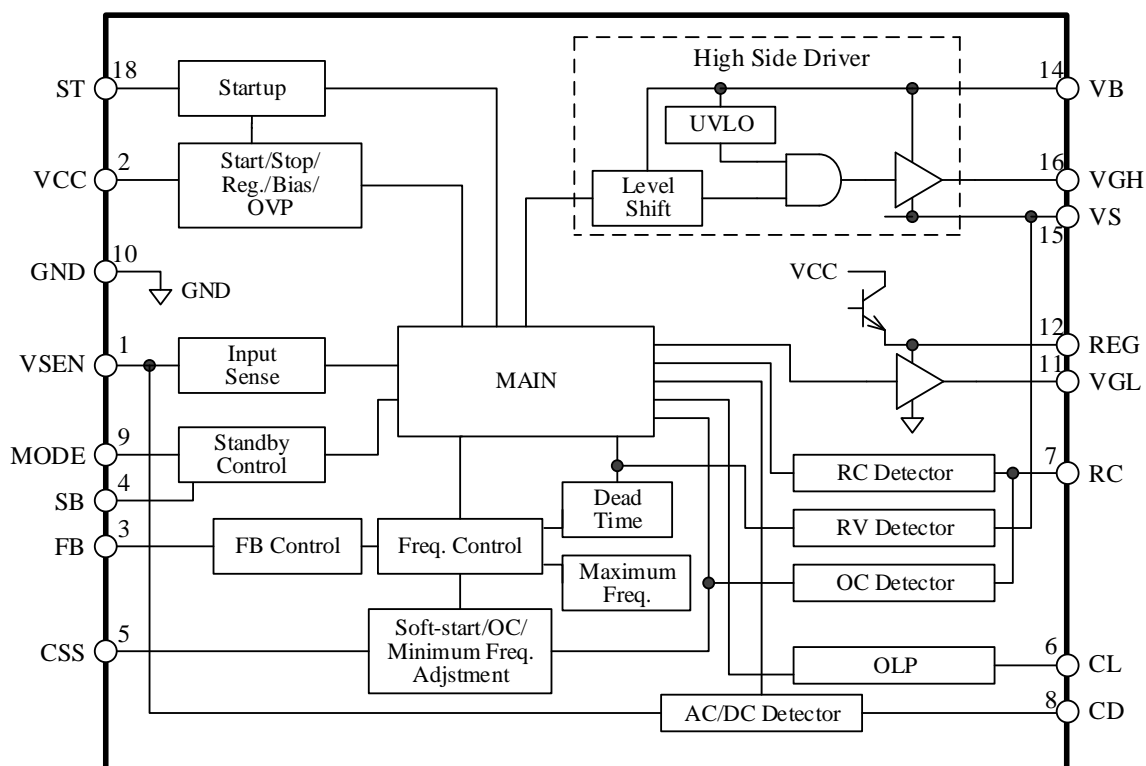 High Side Driver
18
ST
Startup
14
VB
UVLO
2
VCC
Start/Stop/
Reg./Bias/
OVP
Level
Shift
16
VGH
VS
15
10
GND
GND
VCC
1
VSEN
Input
Sense
MAIN
12
REG
11
VGL
9
MODE
Standby
Control
4
SB
RC Detector
7
RC
Dead
Time
3
FB
FB Control
Freq. Control
RV Detector
Maximum
Freq.
OC Detector
5
CSS
Soft-start/OC/
Minimum Freq.
Adjstment
OLP
6
CL
AC/DC Detector
8
CD